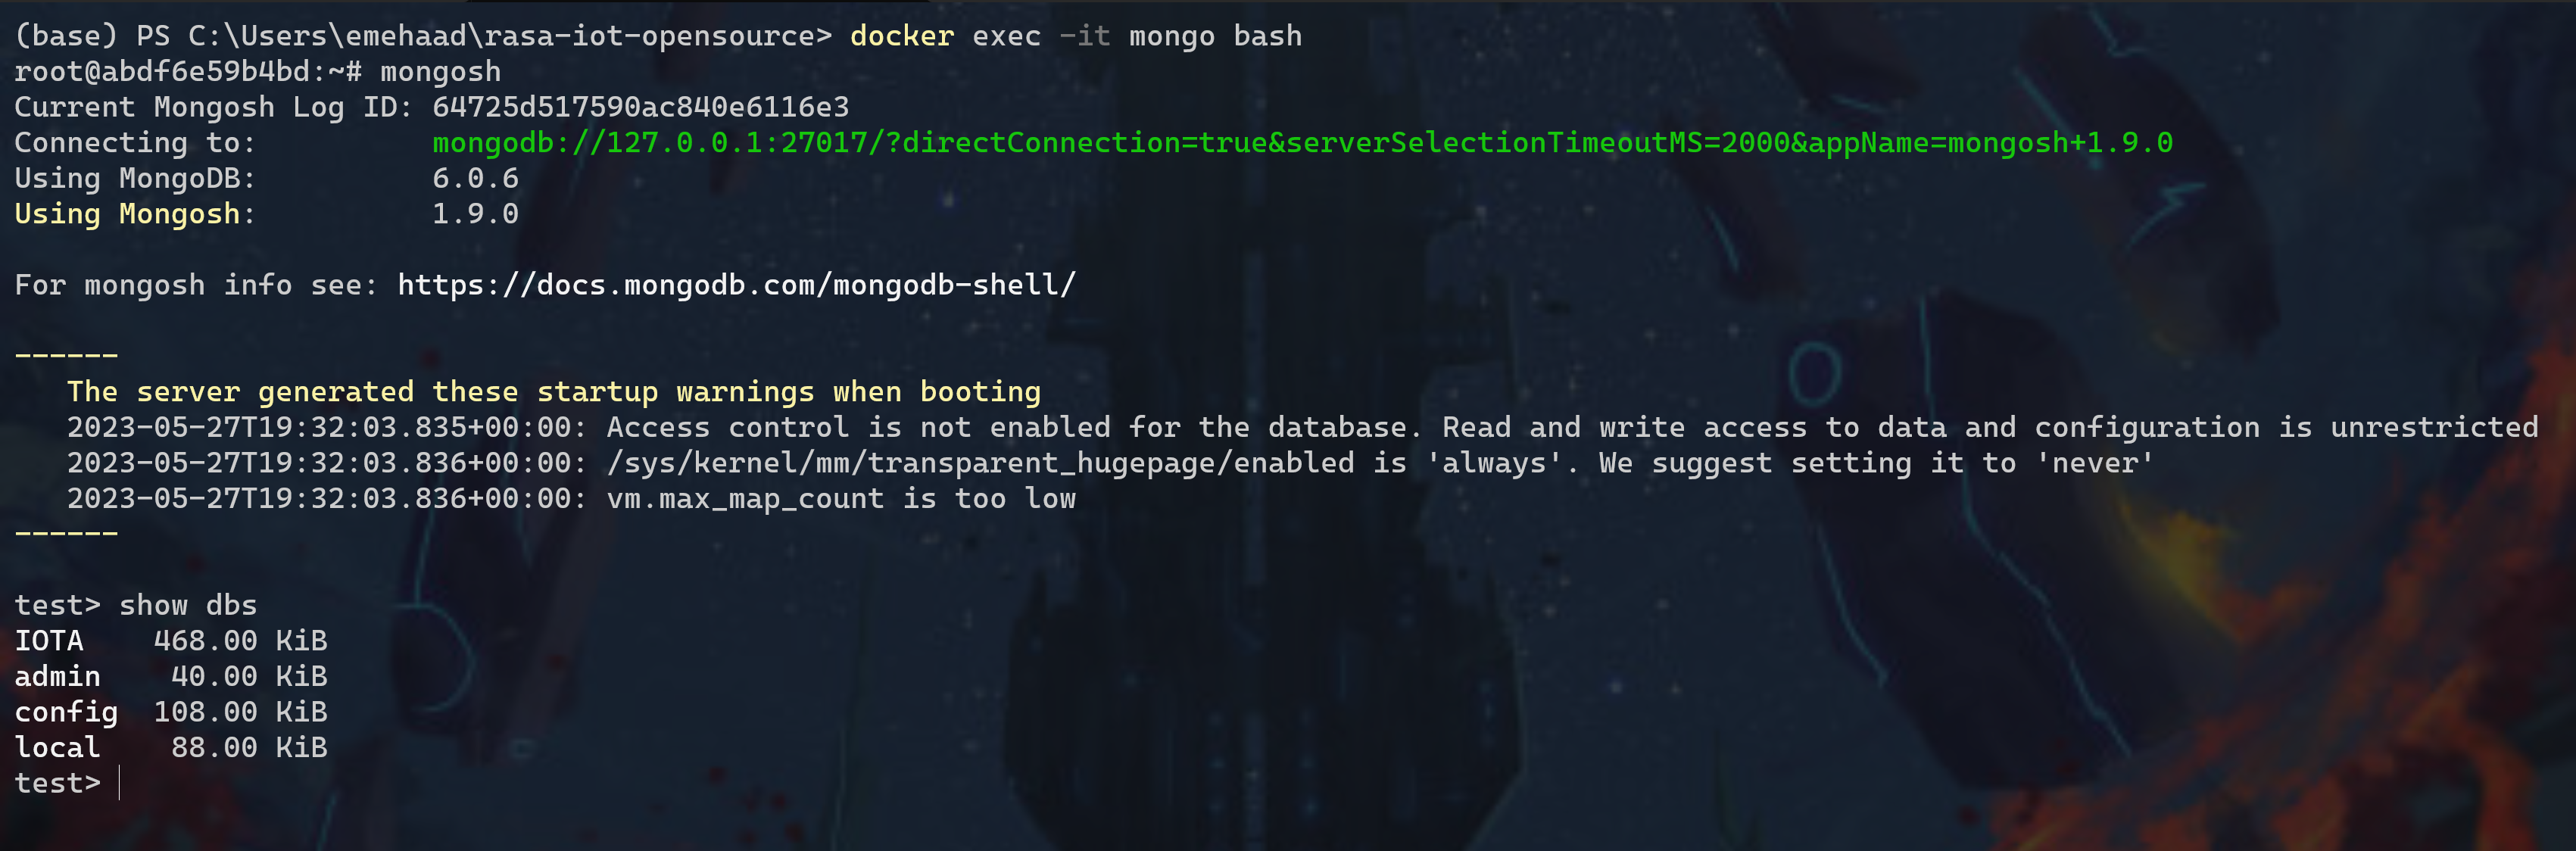 (base) PS C:\Users\emehaad\rasa-iot-opensource> docker exec -it mongo bash
root@abdf6e59b4bd:~# mongosh
Current Mongosh Log ID: 64725d517590ac840e6116e3
Connecting to:          mongodb://127.0.0.1:27017/?directConnection=true&serverSelectionTimeoutMS=2000&appName=mongosh+1.9.0
Using MongoDB:          6.0.6
Using Mongosh:          1.9.0
For mongosh info see: https://docs.mongodb.com/mongodb-shell/
------
   The server generated these startup warnings when booting
   2023-05-27T19:32:03.835+00:00: Access control is not enabled for the database. Read and write access to data and configuration is unrestricted
   2023-05-27T19:32:03.836+00:00: /sys/kernel/mm/transparent_hugepage/enabled is 'always'. We suggest setting it to 'never'
   2023-05-27T19:32:03.836+00:00: vm.max_map_count is too low
------
test> show dbs
IOTA    468.00 KiB
admin    40.00 KiB
config  108.00 KiB
local    88.00 KiB
test>